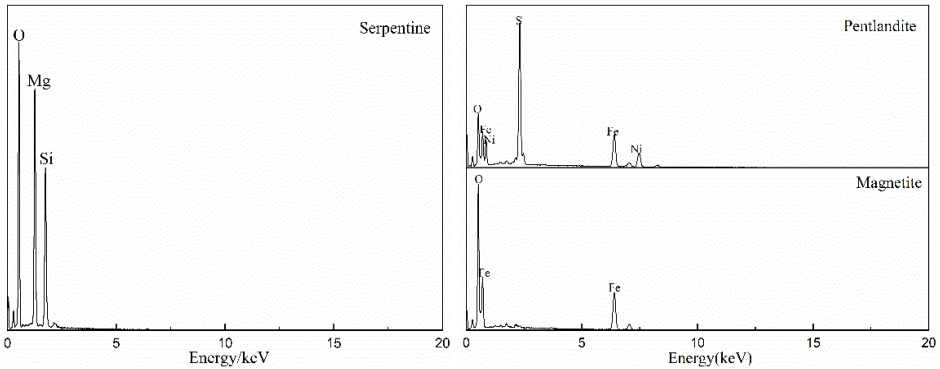 Serpentine
O
Mg
Si
0 5 10 15 20
Energy/keV
Pentlandite
S
O
Fe
Ni
Fe
Ni
Magnetite
O
Fe
Fe
0 5 10 15 20
Energy(keV)